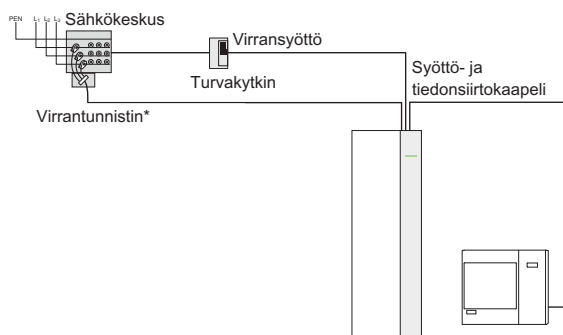 PEN L₁ L₂ L₃
Sähkökeskus
Virransyöttö
Turvakytkin
Syöttö- ja
tiedonsiirtokaapeli
Virrantunnistin*